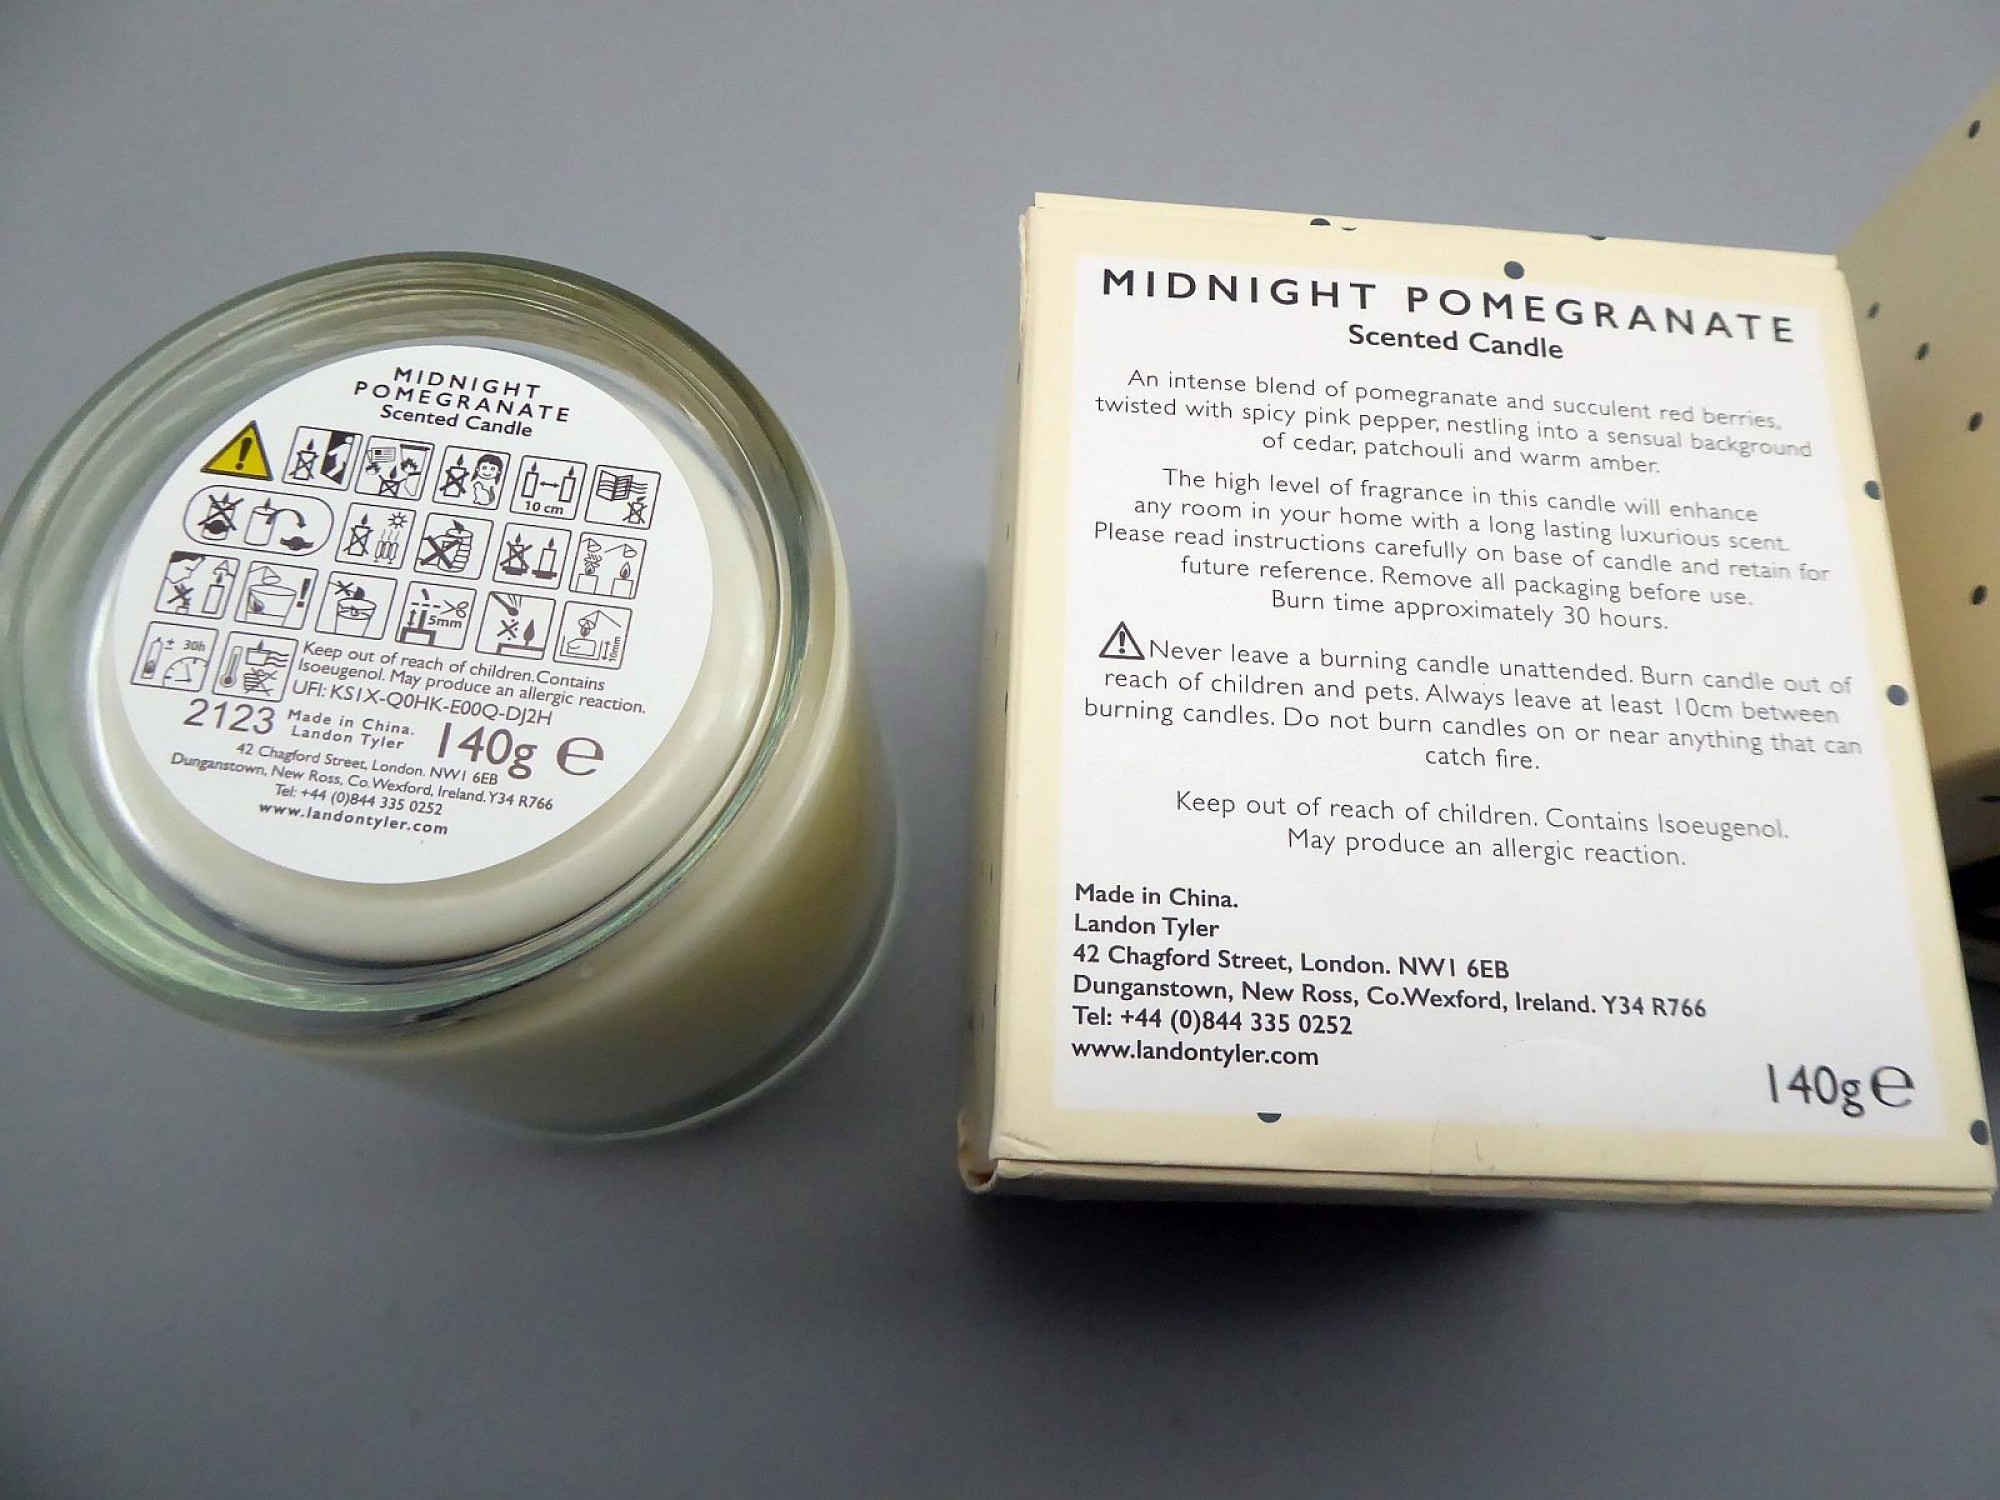 MIDNIGHT
POMEGRANATE
Scented Candle
10 cm
5mm
10mm
± 30h
Keep out of reach of children. Contains
Isoeugenol. May produce an allergic reaction.
UFI: KS1X-Q0HK-E00Q-DJ2H
2123
Made in China.
Landon Tyler
140g e
42 Chagford Street, London. NW1 6EB
Dunganstown, New Ross, Co.Wexford, Ireland. Y34 R766
Tel: +44 (0)844 335 0252
www.landontyler.com
MIDNIGHT POMEGRANATE
Scented Candle
An intense blend of pomegranate and succulent red berries,
twisted with spicy pink pepper, nestling into a sensual background
of cedar, patchouli and warm amber.
The high level of fragrance in this candle will enhance
any room in your home with a long lasting luxurious scent.
Please read instructions carefully on base of candle and retain for
future reference. Remove all packaging before use.
Burn time approximately 30 hours.
Never leave a burning candle unattended. Burn candle out of
reach of children and pets. Always leave at least 10cm between
burning candles. Do not burn candles on or near anything that can
catch fire.
Keep out of reach of children. Contains Isoeugenol.
May produce an allergic reaction.
Made in China.
Landon Tyler
42 Chagford Street, London. NW1 6EB
Dunganstown, New Ross, Co.Wexford, Ireland. Y34 R766
Tel: +44 (0)844 335 0252
www.landontyler.com
140g e